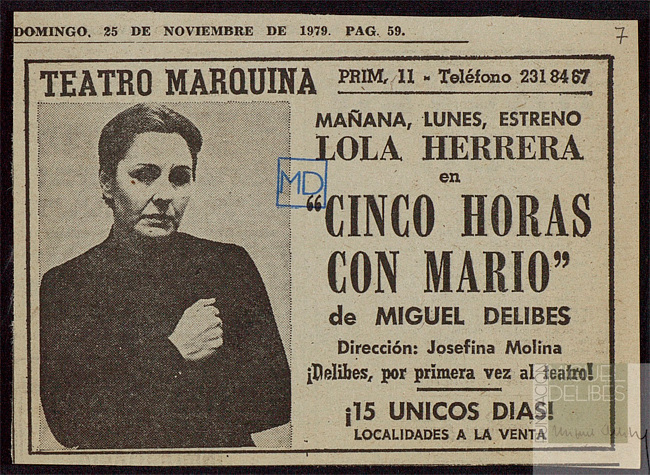 DOMINGO, 25 DE NOVIEMBRE DE 1979. PAG. 59.
7
TEATRO MARQUINA
PRIM, 11 - Teléfono 231 84 67
MAÑANA, LUNES, ESTRENO
LOLA HERRERA
en
MD
“CINCO HORAS
CON MARIO”
de MIGUEL DELIBES
Dirección: Josefina Molina
¡Delibes, por primera vez al teatro!
¡15 UNICOS DIAS!
LOCALIDADES A LA VENTA
FUNDACIÓN
MIGUEL
DELIBES